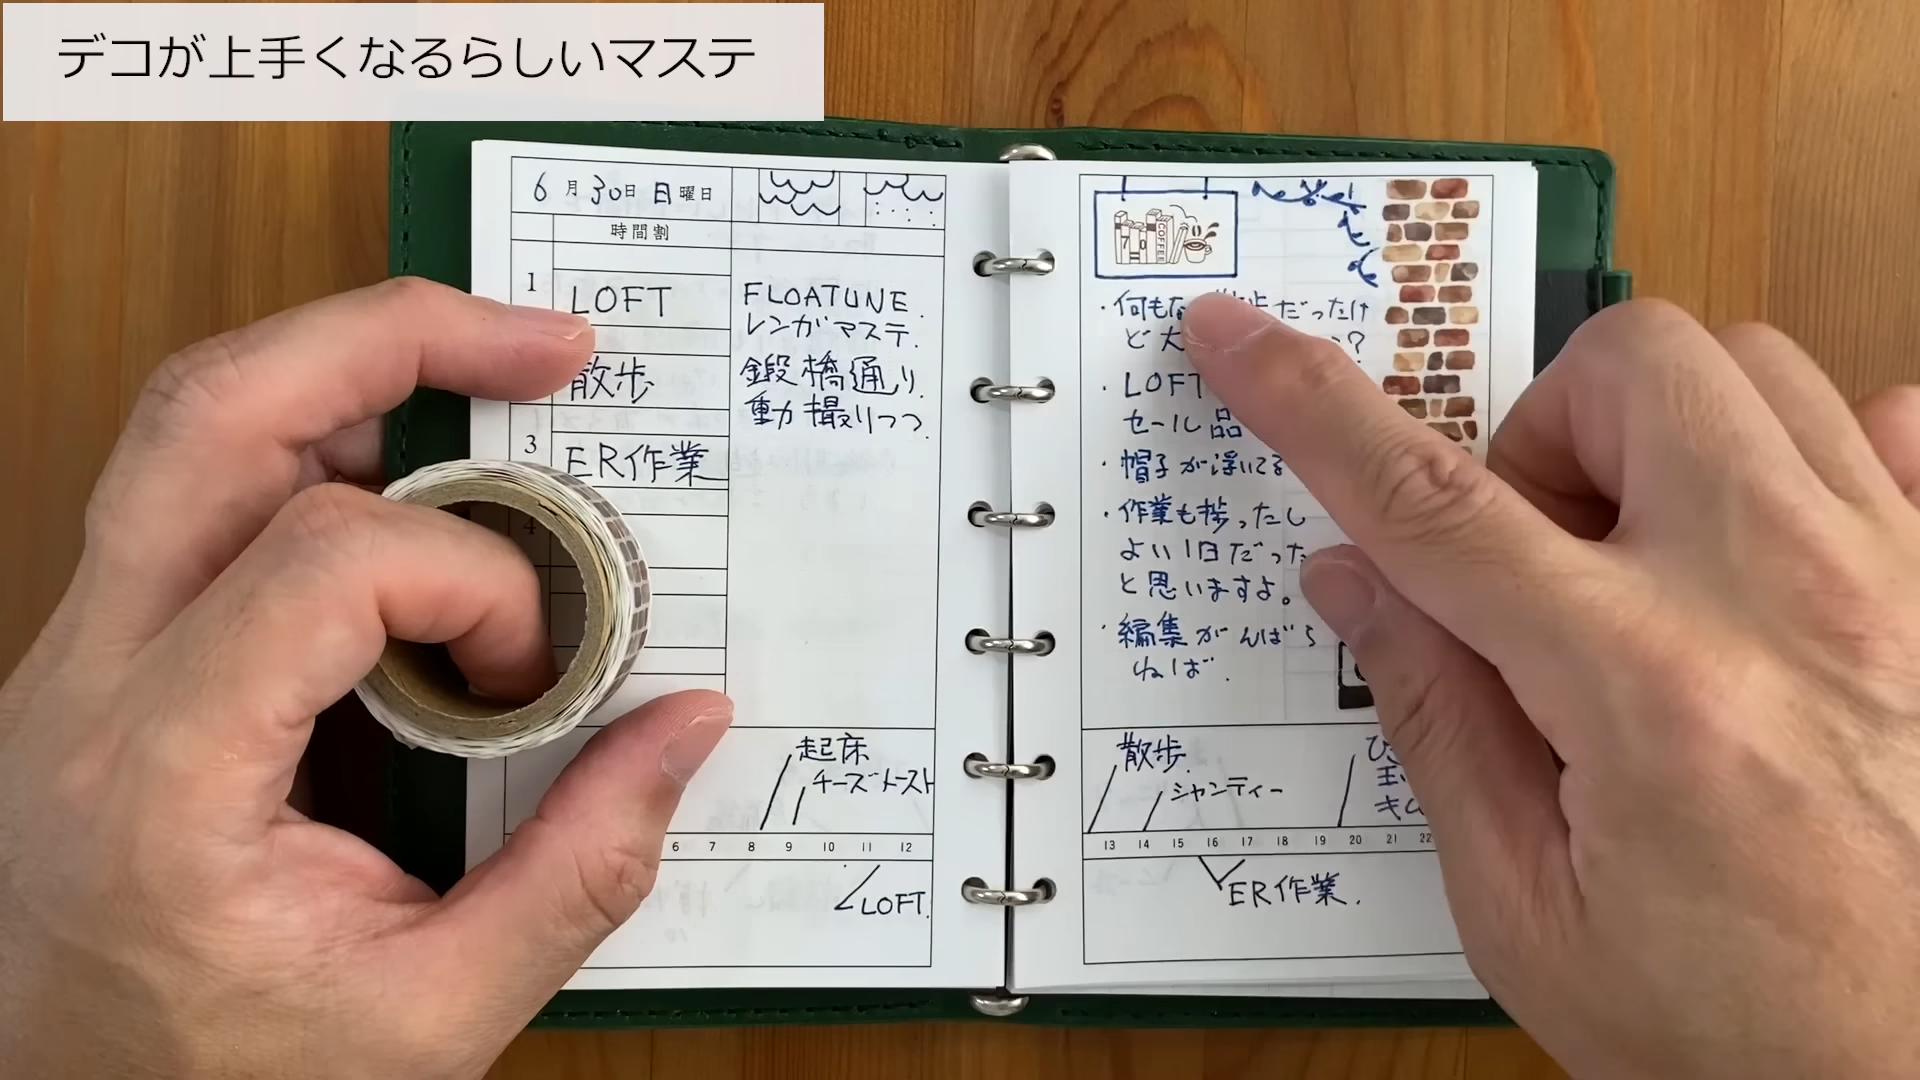 デコが上手くなるらしいマステ
6月30日日曜日
時間割
1
LOFT
散歩
3
ER作業
4
FLOATUNE.
レンガマステ.
鍛橋通り
動撮りつつ.
起床
チーズトースト
6 7 8 9 10 11 12
LOFT.
COFFEE
・何もな だったけ
ど大 ?
・LOFT
セール品
・帽子が浮いてる
・作業も捗ったし
よい1日だった
と思いますよ。
・編集がんばら
ねば.
散歩.
シャンティー
13 14 15 16 17 18 19 20 21 22
ER作業.